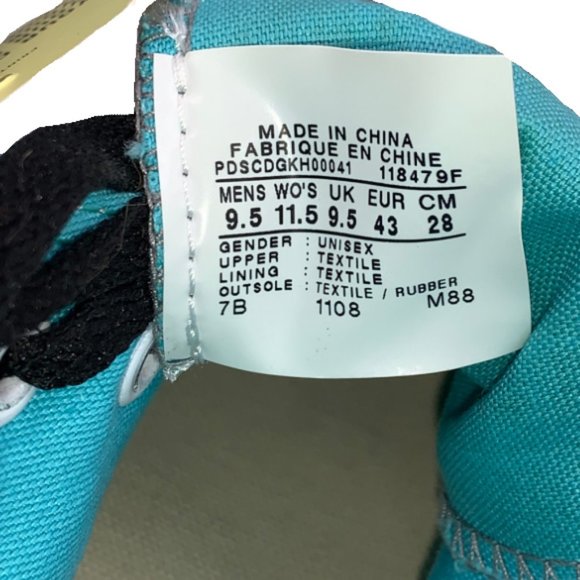 MADE IN CHINA
FABRIQUE EN CHINE
PDSCDGKH00041 118479F
MENS WO'S UK EUR CM
9.5 11.5 9.5 43 28
GENDER : UNISEX
UPPER : TEXTILE
LINING : TEXTILE
OUTSOLE : TEXTILE / RUBBER
7B 1108 M88